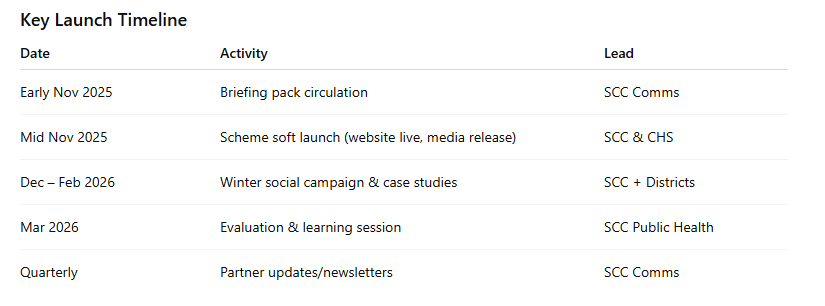 Key Launch Timeline
Date Activity Lead
Early Nov 2025 Briefing pack circulation SCC Comms
Mid Nov 2025 Scheme soft launch (website live, media release) SCC & CHS
Dec – Feb 2026 Winter social campaign & case studies SCC + Districts
Mar 2026 Evaluation & learning session SCC Public Health
Quarterly Partner updates/newsletters SCC Comms